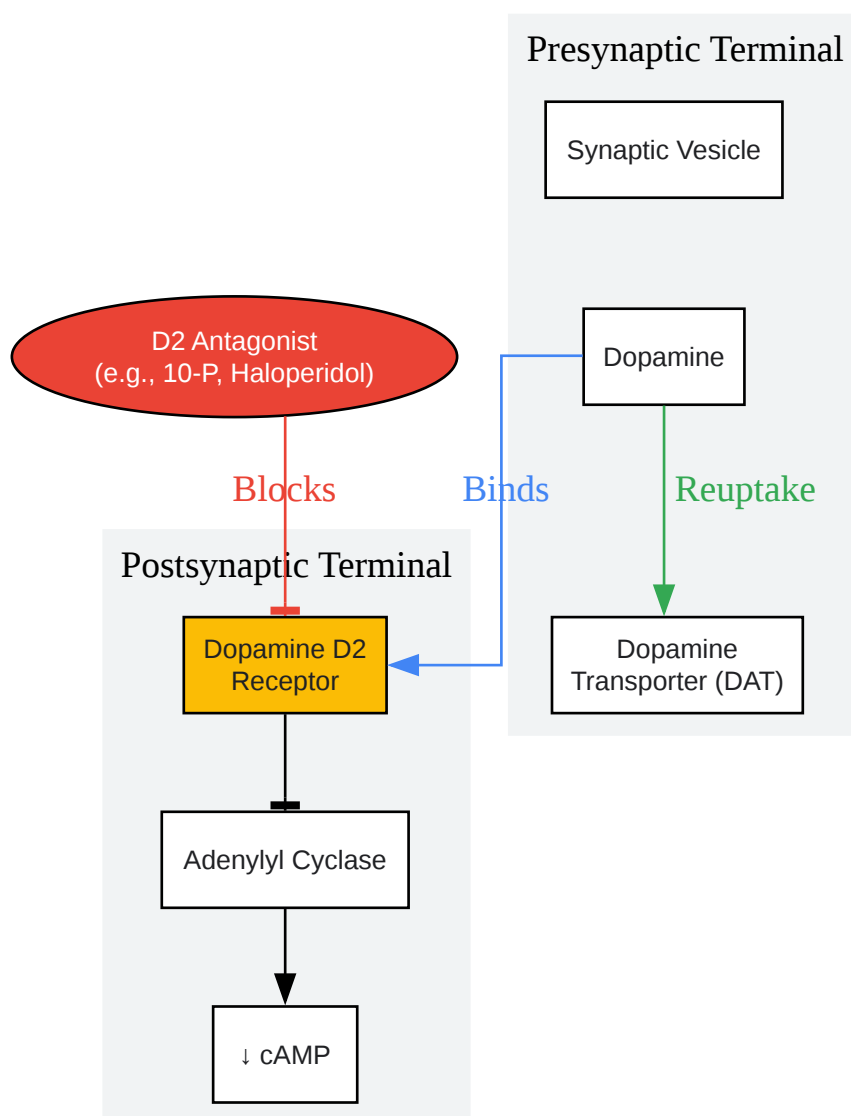 Presynaptic Terminal
Synaptic Vesicle
D2 Antagonist
(e.g., 10-P, Haloperidol)
Dopamine
Blocks
Binds
Reuptake
Postsynaptic Terminal
Dopamine D2
Receptor
Dopamine
Transporter (DAT)
Adenylyl Cyclase
↓ cAMP